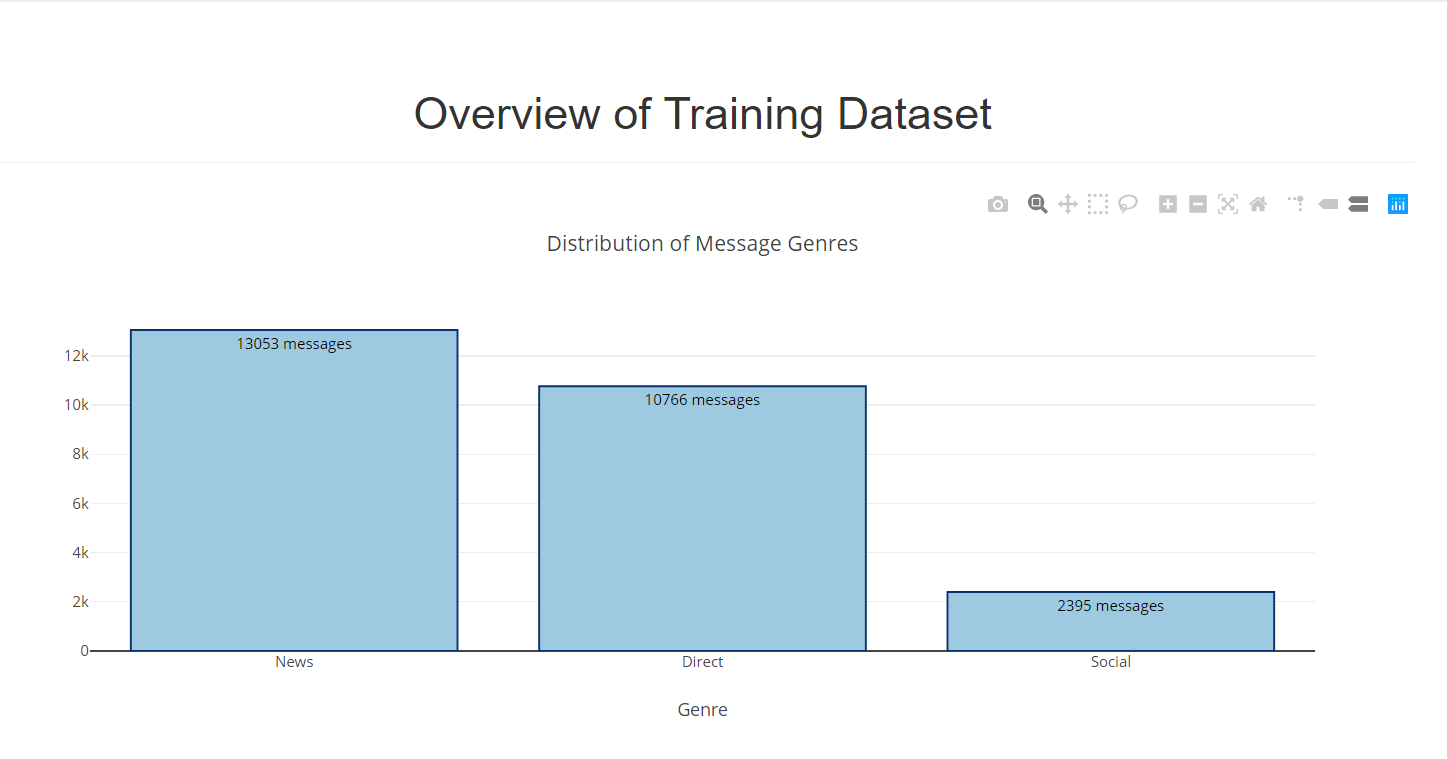 Overview of Training Dataset
Distribution of Message Genres
13053 messages
12k
10k
10766 messages
8k
6k
4k
2k
2395 messages
0
News Direct Social
Genre